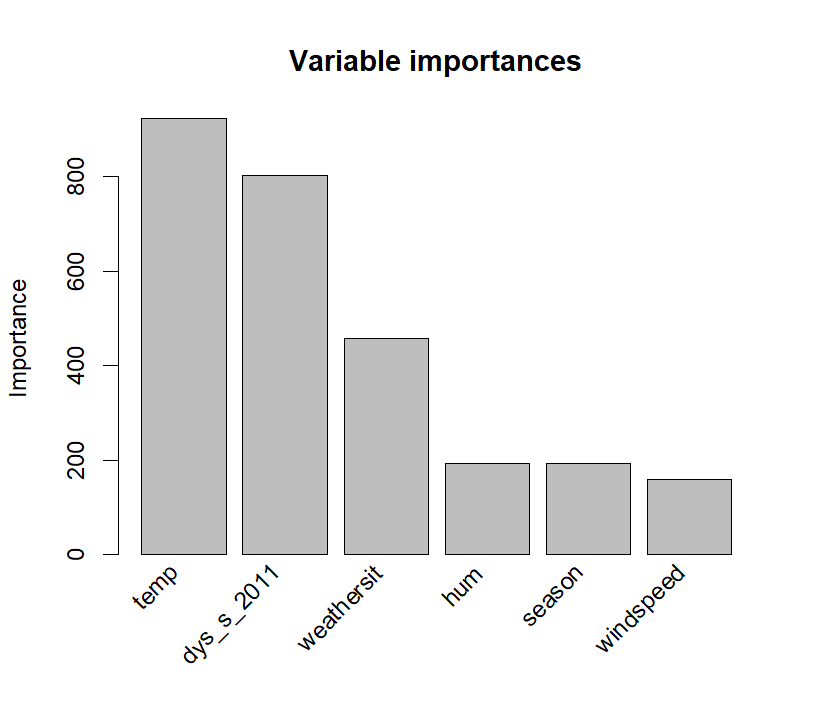 Variable importances
Importance
800
600
400
200
0
temp
dys_s_2011
weathersit
hum
season
windspeed